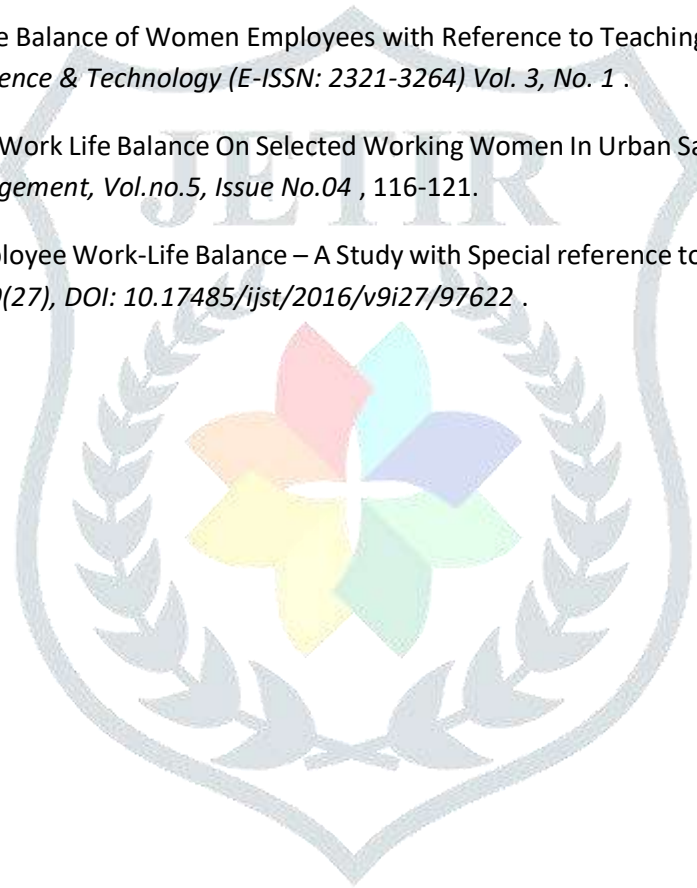 e Balance of Women Employees with Reference to Teaching
ence & Technology (E-ISSN: 2321-3264) Vol. 3, No. 1 .
Work Life Balance On Selected Working Women In Urban Sa
gement, Vol.no.5, Issue No.04 , 116-121.
JETIR
ployee Work-Life Balance – A Study with Special reference to
(27), DOI: 10.17485/ijst/2016/v9i27/97622 .